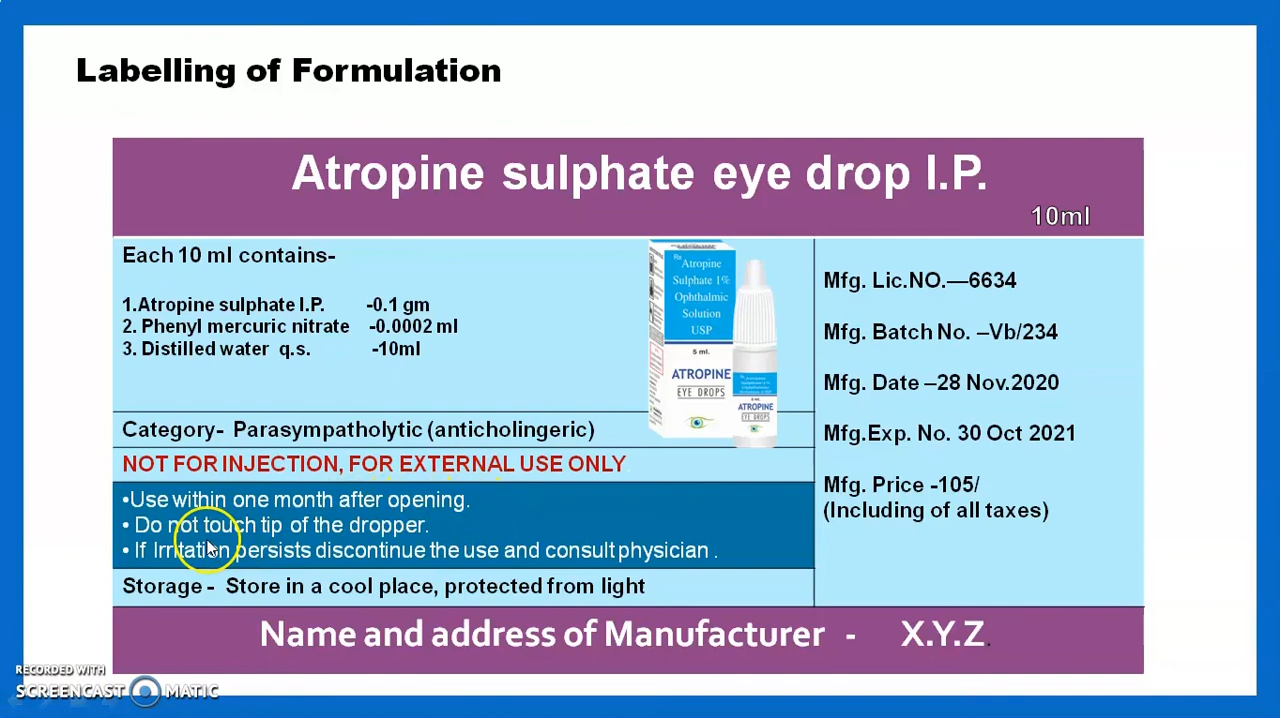 Labelling of Formulation
Atropine sulphate eye drop I.P.
10ml
Each 10 ml contains-
1.Atropine sulphate I.P. -0.1 gm
2. Phenyl mercuric nitrate -0.0002 ml
3. Distilled water q.s. -10ml
Atropine
Sulphate 1%
Ophthalmic
Solution
USP
5 ml.
ATROPINE
EYE DROPS
ATROPINE
EYE DROPS
Category- Parasympatholytic (anticholingeric)
NOT FOR INJECTION, FOR EXTERNAL USE ONLY
•Use within one month after opening.
• Do not touch tip of the dropper.
• If Irritation persists discontinue the use and consult physician .
Storage - Store in a cool place, protected from light
Mfg. Lic.NO.—6634
Mfg. Batch No. –Vb/234
Mfg. Date –28 Nov.2020
Mfg.Exp. No. 30 Oct 2021
Mfg. Price -105/
(Including of all taxes)
Name and address of Manufacturer - X.Y.Z.
RECORDED WITH
SCREENCAST MATIC